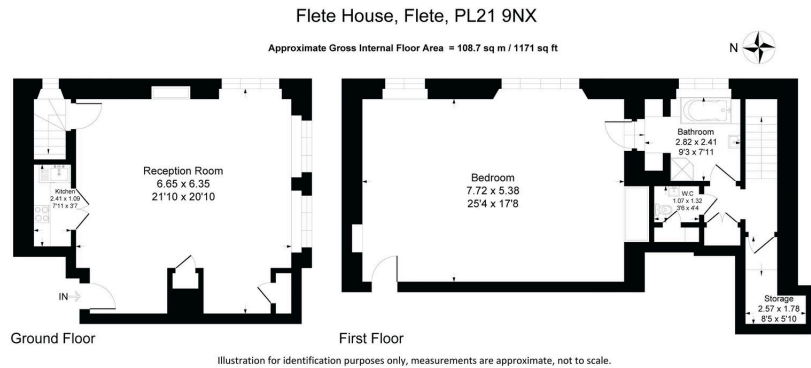 Flete House, Flete, PL21 9NX
Approximate Gross Internal Floor Area = 108.7 sq m / 1171 sq ft
N
Reception Room
6.65 x 6.35
21'10 x 20'10
Kitchen
2.41 x 1.09
7'11 x 3'7
IN
Ground Floor
Bedroom
7.72 x 5.38
25'4 x 17'8
Bathroom
2.82 x 2.41
9'3 x 7'11
W.C
1.07 x 1.32
3'6 x 4'4
Storage
2.57 x 1.78
8'5 x 5'10
First Floor
Illustration for identification purposes only, measurements are approximate, not to scale.